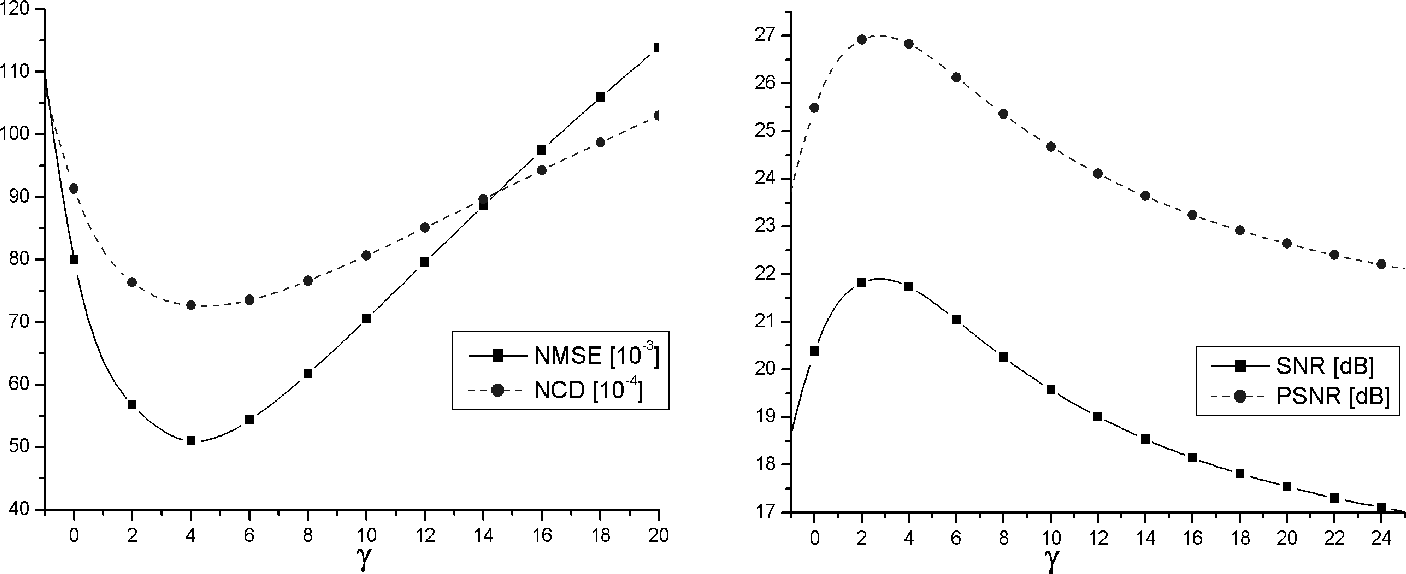 120
110
100
90
80
70
60
50
40
0 2 4 6 8 10 12 14 16 18 20
γ
NMSE [10⁻³]
NCD [10⁻⁴]
27
26
25
24
23
22
21
20
19
18
17
0 2 4 6 8 10 12 14 16 18 20 22 24
γ
SNR [dB]
PSNR [dB]